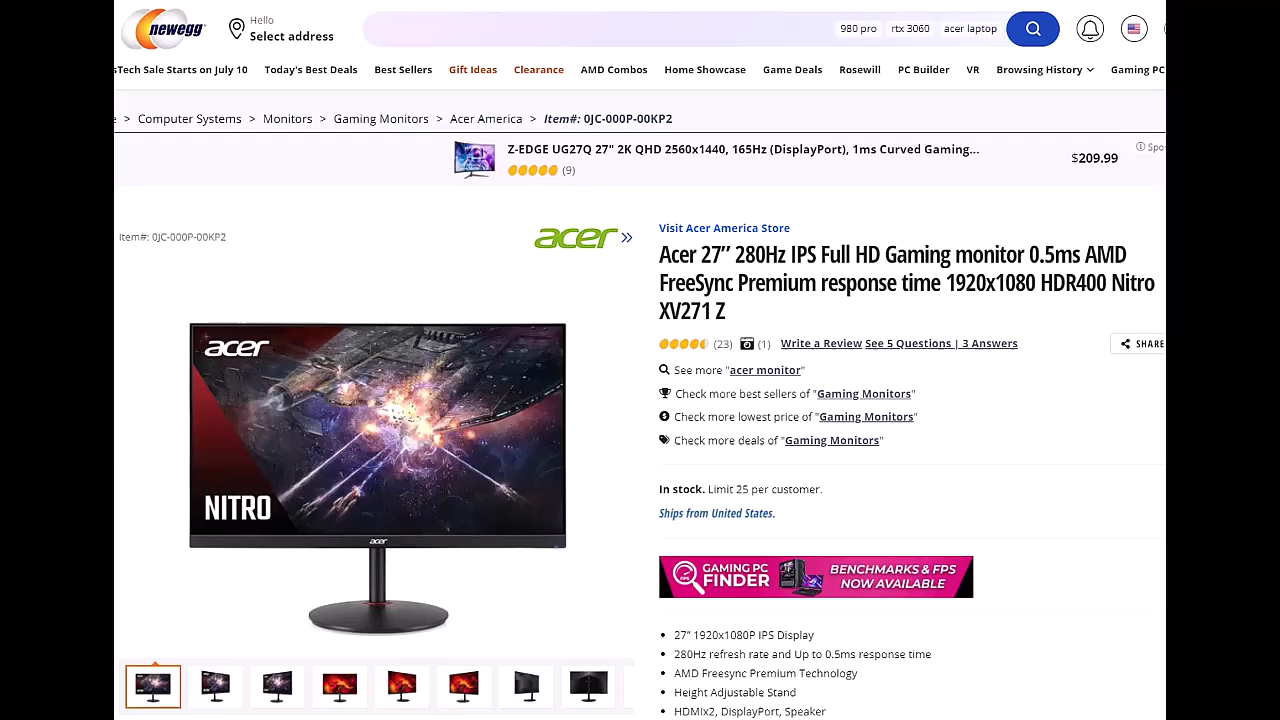 newegg
Hello
Select address
980 pro
rtx 3060
acer laptop
sTech Sale Starts on July 10
Today's Best Deals
Best Sellers
Gift Ideas
Clearance
AMD Combos
Home Showcase
Game Deals
Rosewill
PC Builder
VR
Browsing History
Gaming PC
e > Computer Systems > Monitors > Gaming Monitors > Acer America > Item#: 0JC-000P-00KP2
Z-EDGE UG27Q 27" 2K QHD 2560x1440, 165Hz (DisplayPort), 1ms Curved Gaming...
(9)
$209.99
Spo
Item#: 0JC-000P-00KP2
acer
Visit Acer America Store
Acer 27” 280Hz IPS Full HD Gaming monitor 0.5ms AMD
FreeSync Premium response time 1920x1080 HDR400 Nitro
XV271 Z
(23) (1) Write a Review See 5 Questions | 3 Answers
SHARE
See more "acer monitor"
Check more best sellers of "Gaming Monitors"
Check more lowest price of "Gaming Monitors"
Check more deals of "Gaming Monitors"
In stock. Limit 25 per customer.
Ships from United States.
acer
NITRO
acer
GAMING PC
FINDER
FPS
BENCHMARKS & FPS
NOW AVAILABLE
• 27” 1920x1080P IPS Display
• 280Hz refresh rate and Up to 0.5ms response time
• AMD Freesync Premium Technology
• Height Adjustable Stand
• HDMIx2, DisplayPort, Speaker